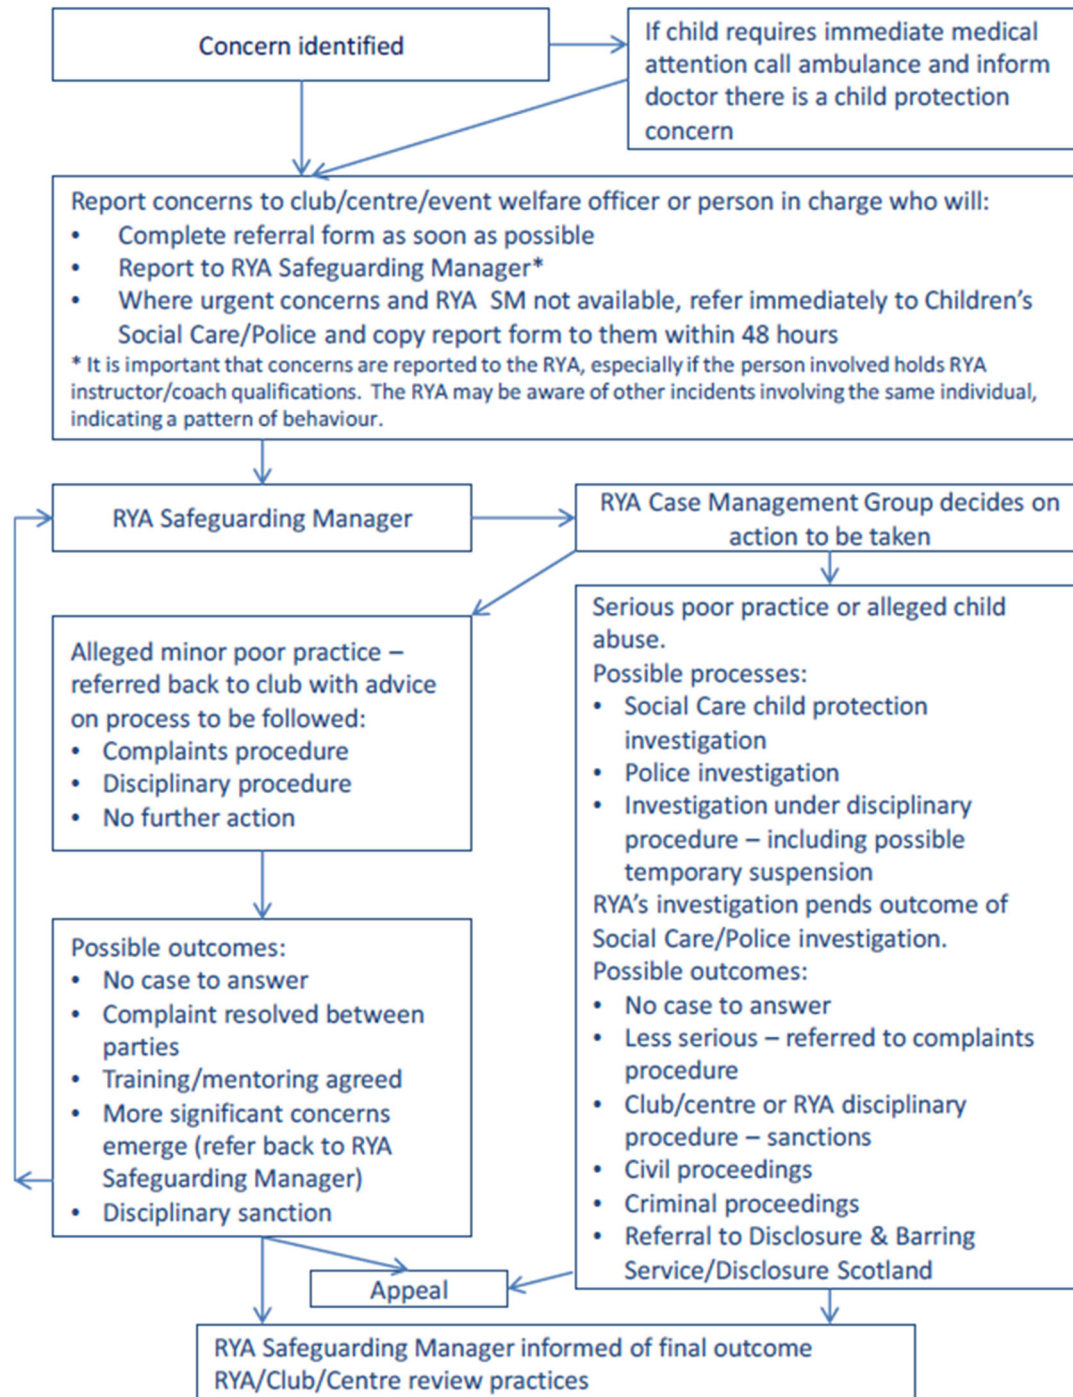 Concern identified
If child requires immediate medical
attention call ambulance and inform
doctor there is a child protection
concern
Report concerns to club/centre/event welfare officer or person in charge who will:
• Complete referral form as soon as possible
• Report to RYA Safeguarding Manager*
• Where urgent concerns and RYA SM not available, refer immediately to Children's
Social Care/Police and copy report form to them within 48 hours
* It is important that concerns are reported to the RYA, especially if the person involved holds RYA
instructor/coach qualifications. The RYA may be aware of other incidents involving the same individual,
indicating a pattern of behaviour.
RYA Safeguarding Manager
RYA Case Management Group decides on
action to be taken
Alleged minor poor practice –
referred back to club with advice
on process to be followed:
• Complaints procedure
• Disciplinary procedure
• No further action
Possible outcomes:
• No case to answer
• Complaint resolved between
parties
• Training/mentoring agreed
• More significant concerns
emerge (refer back to RYA
Safeguarding Manager)
• Disciplinary sanction
Serious poor practice or alleged child
abuse.
Possible processes:
• Social Care child protection
investigation
• Police investigation
• Investigation under disciplinary
procedure – including possible
temporary suspension
RYA's investigation pends outcome of
Social Care/Police investigation.
Possible outcomes:
• No case to answer
• Less serious – referred to complaints
procedure
• Club/centre or RYA disciplinary
procedure – sanctions
• Civil proceedings
• Criminal proceedings
• Referral to Disclosure & Barring
Service/Disclosure Scotland
Appeal
RYA Safeguarding Manager informed of final outcome
RYA/Club/Centre review practices